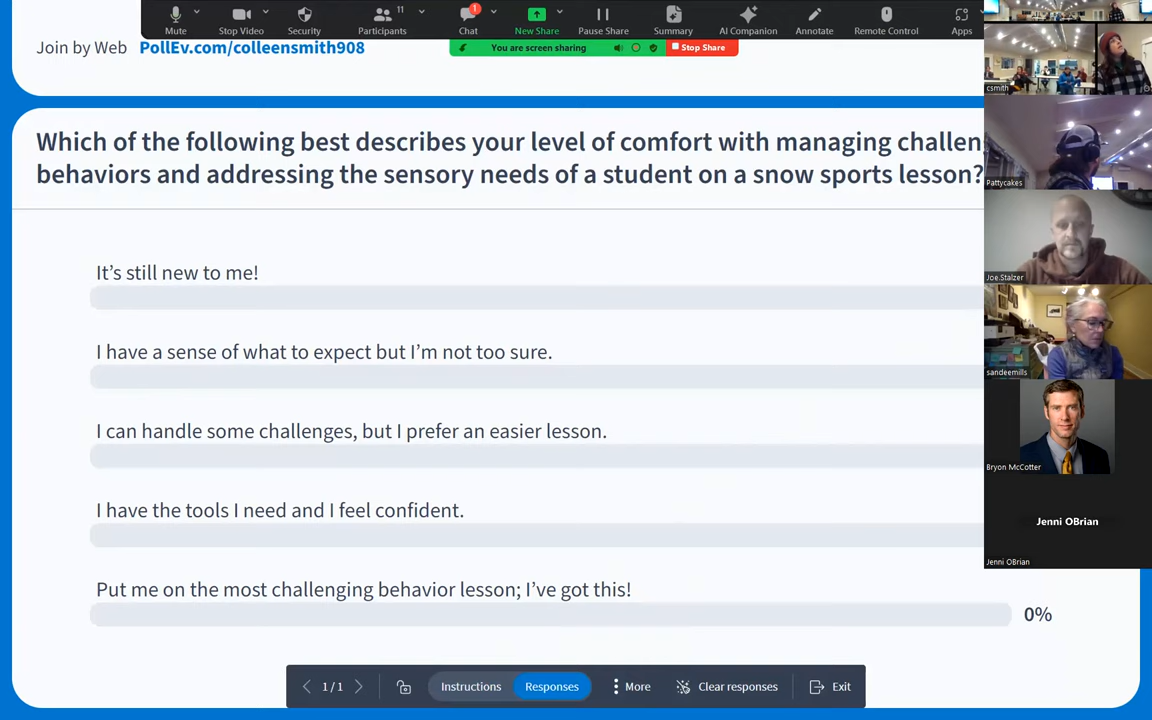 Mute
Stop Video
Security
Participants
11
Chat
1
New Share
Pause Share
Summary
AI Companion
Annotate
Remote Control
Apps
You are screen sharing
Stop Share
Join by Web PollEv.com/colleensmith908
Which of the following best describes your level of comfort with managing challen
behaviors and addressing the sensory needs of a student on a snow sports lesson?
It’s still new to me!
I have a sense of what to expect but I’m not too sure.
I can handle some challenges, but I prefer an easier lesson.
I have the tools I need and I feel confident.
Put me on the most challenging behavior lesson; I’ve got this!
0%
csmith
Pattycakes
Joe.Stalzer
sandeemills
Bryon McCotter
Jenni OBrian
Jenni OBrian
1 / 1
Instructions
Responses
More
Clear responses
Exit